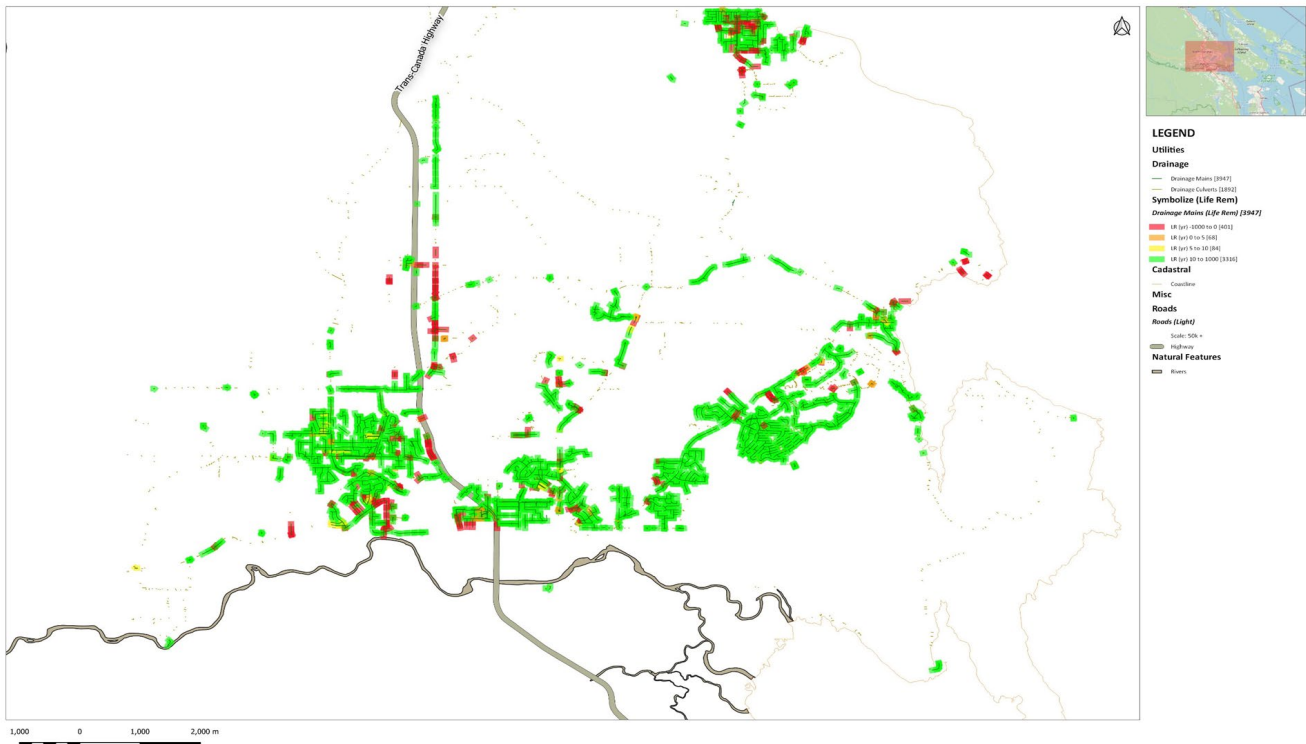 Trans-Canada Highway
LEGEND
Utilities
Drainage
Drainage Mains [3947]
Drainage Culverts [1892]
Symbolize (Life Rem)
Drainage Mains (Life Rem) [3947]
LR (yr) -1000 to 0 [401]
LR (yr) 0 to 5 [68]
LR (yr) 5 to 10 [84]
LR (yr) 10 to 1000 [3316]
Cadastral
Coastline
Misc
Roads
Roads (Light)
Scale: 50k +
Highway
Natural Features
Rivers
1,000 0 1,000 2,000 m